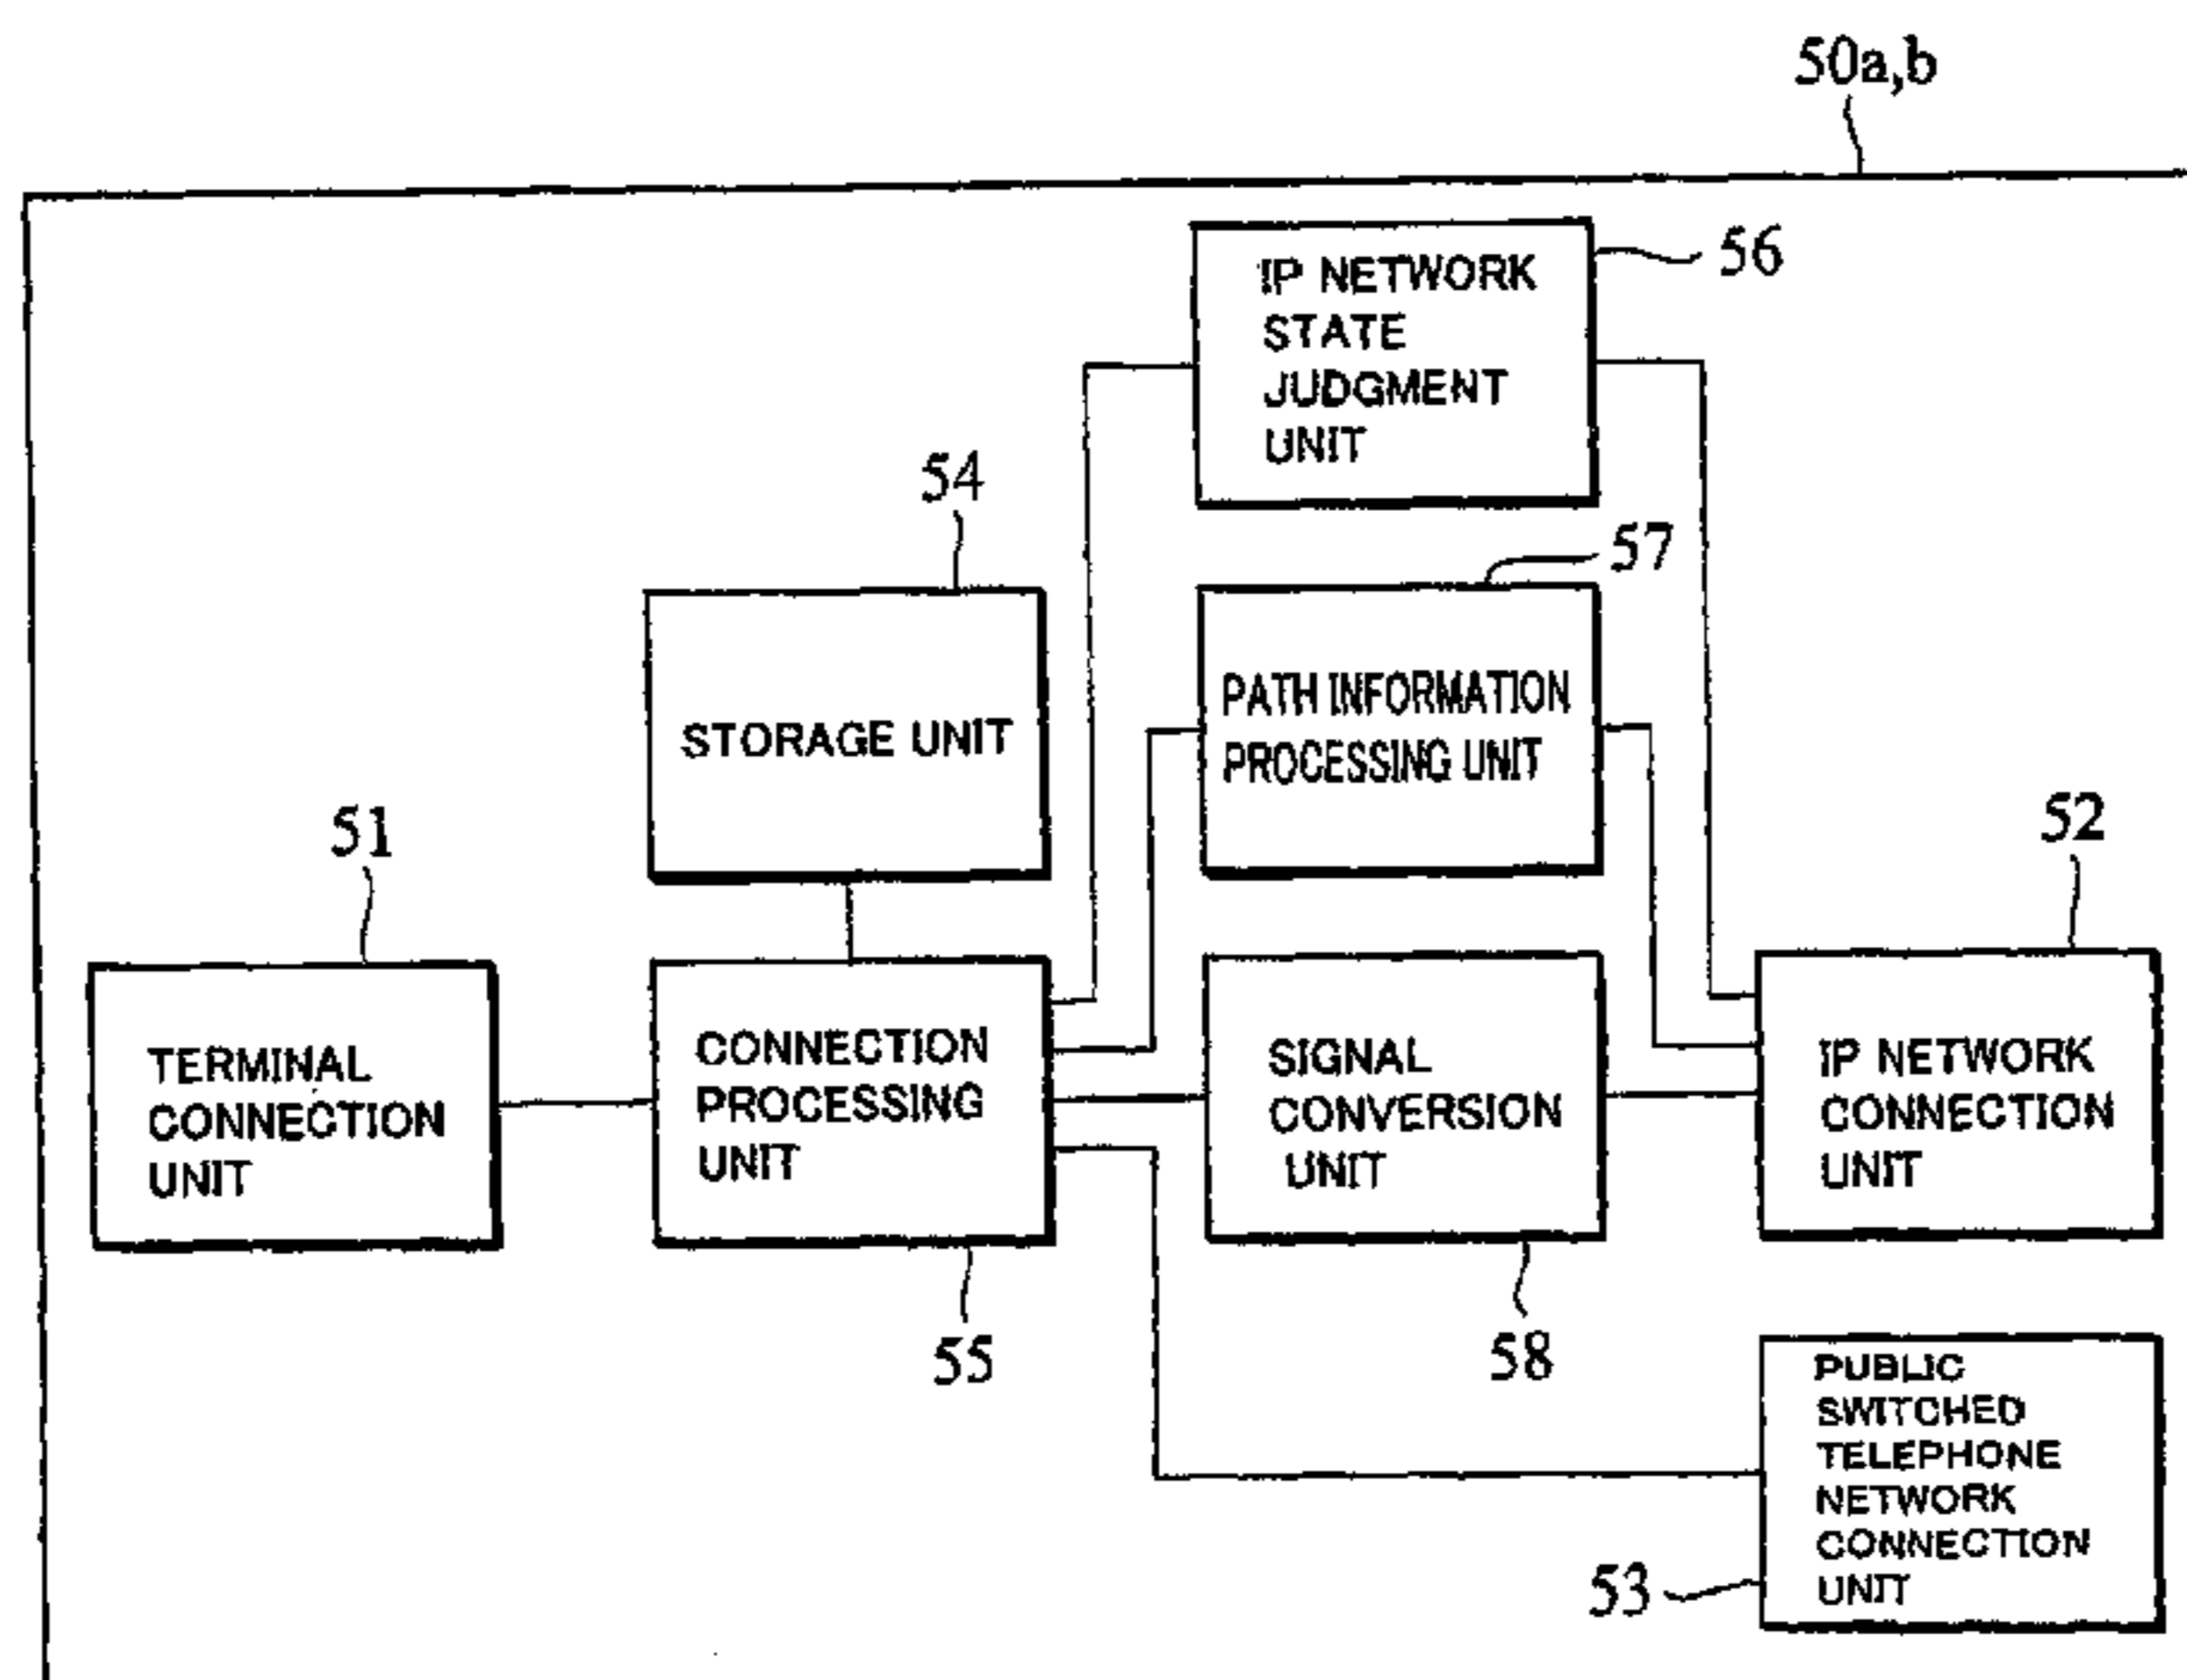 50a,b
IP NETWORK
STATE
JUDGMENT
UNIT
56
54
57
STORAGE UNIT
PATH INFORMATION
PROCESSING UNIT
51
52
TERMINAL
CONNECTION
UNIT
CONNECTION
PROCESSING
UNIT
SIGNAL
CONVERSION
UNIT
IP NETWORK
CONNECTION
UNIT
55
58
PUBLIC
SWITCHED
TELEPHONE
NETWORK
CONNECTION
UNIT
53